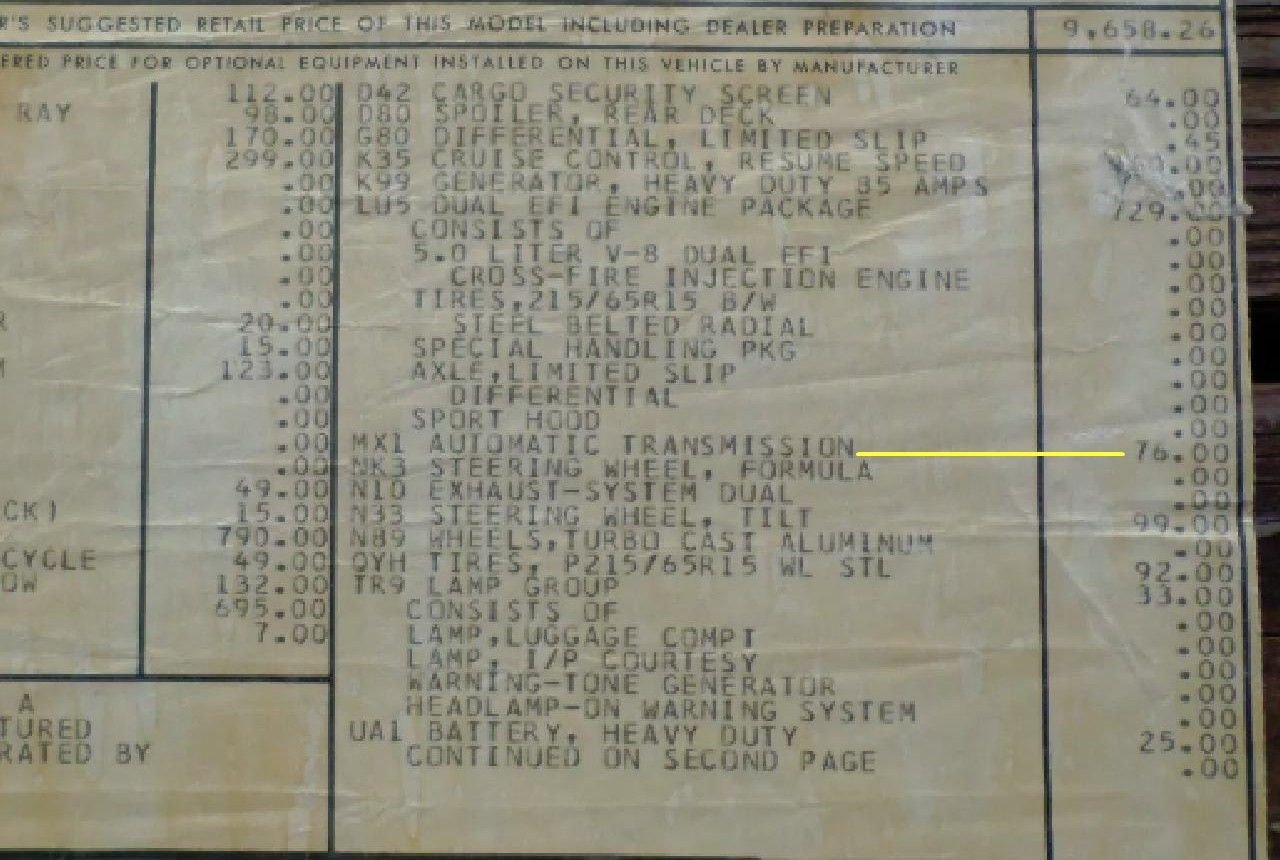 R'S SUGGESTED RETAIL PRICE OF THIS MODEL INCLUDING DEALER PREPARATION 9,658.26
ERED PRICE FOR OPTIONAL EQUIPMENT INSTALLED ON THIS VEHICLE BY MANUFACTURER
112.00 D42 CARGO SECURITY SCREEN 64.00
RAY 98.00 D80 SPOILER, REAR DECK .00
170.00 G80 DIFFERENTIAL, LIMITED SLIP .45
299.00 K35 CRUISE CONTROL, RESUME SPEED
.00 K99 GENERATOR, HEAVY DUTY 85 AMPS .00
.00 LU5 DUAL EFI ENGINE PACKAGE 729.00
.00 CONSISTS OF .00
.00 5.0 LITER V-8 DUAL EFI .00
.00 CROSS-FIRE INJECTION ENGINE .00
.00 TIRES,215/65R15 B/W .00
R 20.00 STEEL BELTED RADIAL .00
15.00 SPECIAL HANDLING PKG .00
M 123.00 AXLE,LIMITED SLIP .00
.00 DIFFERENTIAL .00
.00 SPORT HOOD .00
.00 MX1 AUTOMATIC TRANSMISSION 76.00
.00 NK3 STEERING WHEEL, FORMULA .00
49.00 N10 EXHAUST-SYSTEM DUAL .00
CK) 15.00 N33 STEERING WHEEL, TILT 99.00
790.00 N89 WHEELS,TURBO CAST ALUMINUM .00
CYCLE 49.00 QYH TIRES, P215/65R15 WL STL 92.00
OW 132.00 TR9 LAMP GROUP 33.00
695.00 CONSISTS OF .00
7.00 LAMP,LUGGAGE COMPT .00
LAMP, I/P COURTESY .00
WARNING-TONE GENERATOR .00
A HEADLAMP-ON WARNING SYSTEM .00
TURED UA1 BATTERY, HEAVY DUTY 25.00
RATED BY CONTINUED ON SECOND PAGE .00